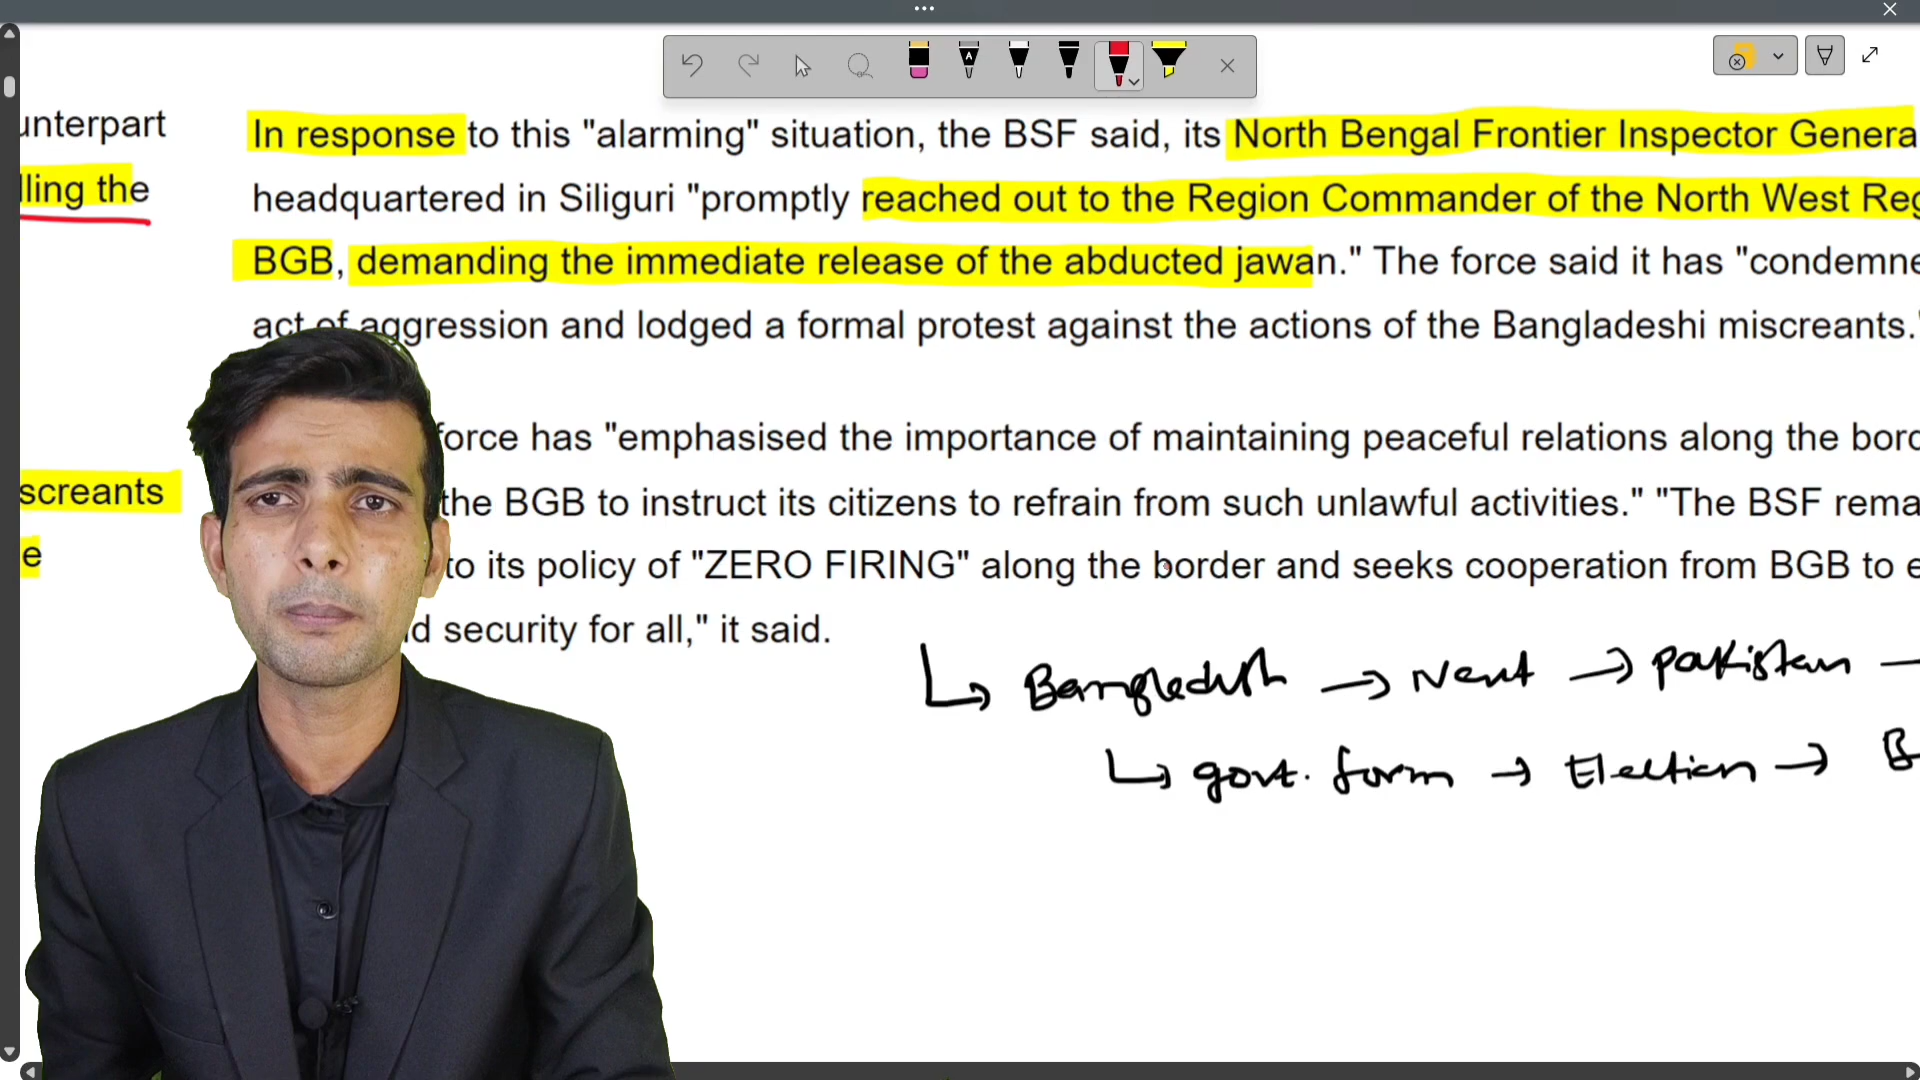 unterpart
lling the
screants
e
In response to this "alarming" situation, the BSF said, its North Bengal Frontier Inspector Genera
headquartered in Siliguri "promptly reached out to the Region Commander of the North West Reg
BGB, demanding the immediate release of the abducted jawan." The force said it has "condemne
act of aggression and lodged a formal protest against the actions of the Bangladeshi miscreants."
force has "emphasised the importance of maintaining peaceful relations along the bord
the BGB to instruct its citizens to refrain from such unlawful activities." "The BSF rema
to its policy of "ZERO FIRING" along the border and seeks cooperation from BGB to e
d security for all," it said.
↳ Bangladesh → Next → Pakistan –
↳ govt. form → Election → B